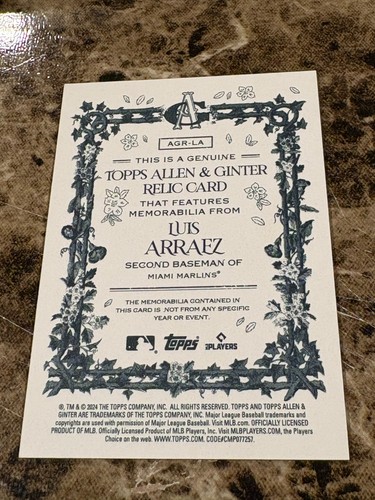 A
AGR-LA
THIS IS A GENUINE
TOPPS ALLEN & GINTER
RELIC CARD
THAT FEATURES
MEMORABILIA FROM
LUIS
ARRAEZ
SECOND BASEMAN OF
MIAMI MARLINS®
THE MEMORABILIA CONTAINED IN
THIS CARD IS NOT FROM ANY SPECIFIC
YEAR OR EVENT.
Topps PLAYERS
®, TM & © 2024 THE TOPPS COMPANY, INC. ALL RIGHTS RESERVED. TOPPS AND TOPPS ALLEN &
GINTER ARE TRADEMARKS OF THE TOPPS COMPANY, INC. Major League Baseball trademarks and
copyrights are used with permission of Major League Baseball. Visit MLB.com. OFFICIALLY LICENSED
PRODUCT OF MLB. Officially Licensed Product of MLB Players, Inc. Visit MLBPLAYERS.COM, the Players
Choice on the web. WWW.TOPPS.COM. CODE#CMP077257.